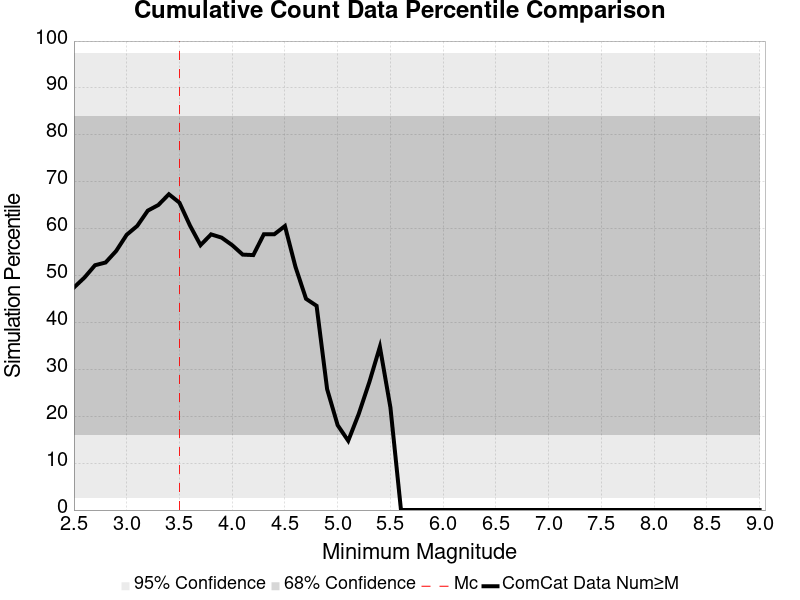 Cumulative Count Data Percentile Comparison
100
90
80
70
60
50
40
30
20
10
0
Simulation Percentile
2.5 3.0 3.5 4.0 4.5 5.0 5.5 6.0 6.5 7.0 7.5 8.0 8.5 9.0
Minimum Magnitude
95% Confidence 68% Confidence Mc ComCat Data Num≥M